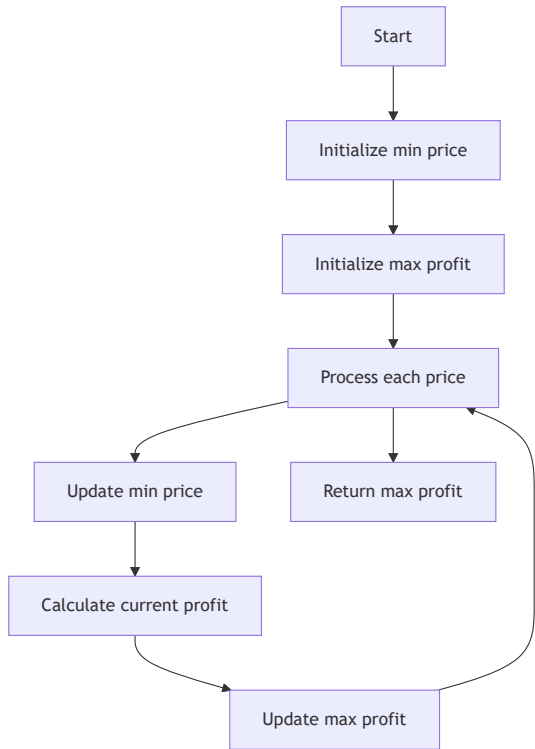 Start
Initialize min price
Initialize max profit
Process each price
Update min price
Return max profit
Calculate current profit
Update max profit